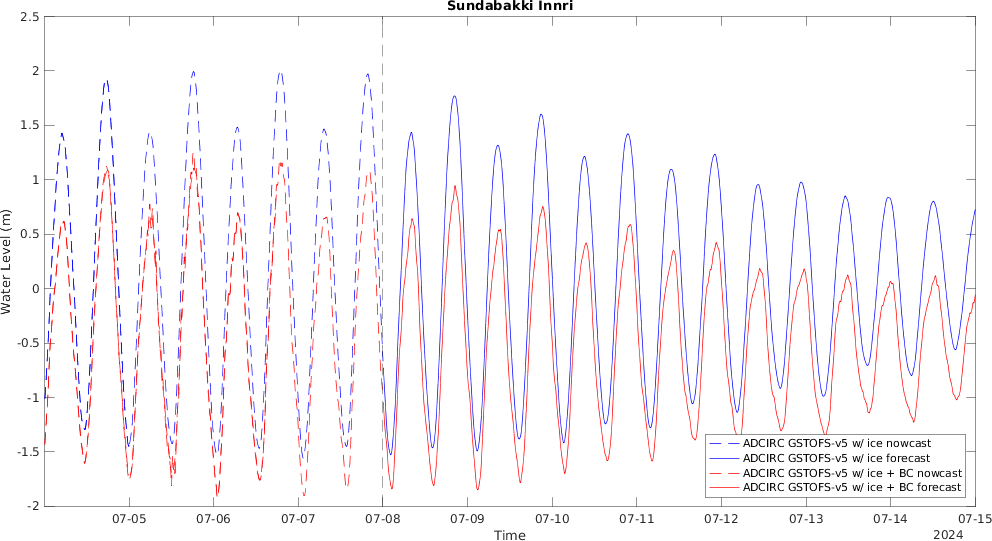 Sundabakki Innri
2.5
2
1.5
1
0.5
0
-0.5
-1
-1.5
-2
Water Level (m)
ADCIRC GSTOFS-v5 w/ ice nowcast
ADCIRC GSTOFS-v5 w/ ice forecast
ADCIRC GSTOFS-v5 w/ ice + BC nowcast
ADCIRC GSTOFS-v5 w/ ice + BC forecast
07-05 07-06 07-07 07-08 07-09 07-10 07-11 07-12 07-13 07-14 07-15
Time
2024